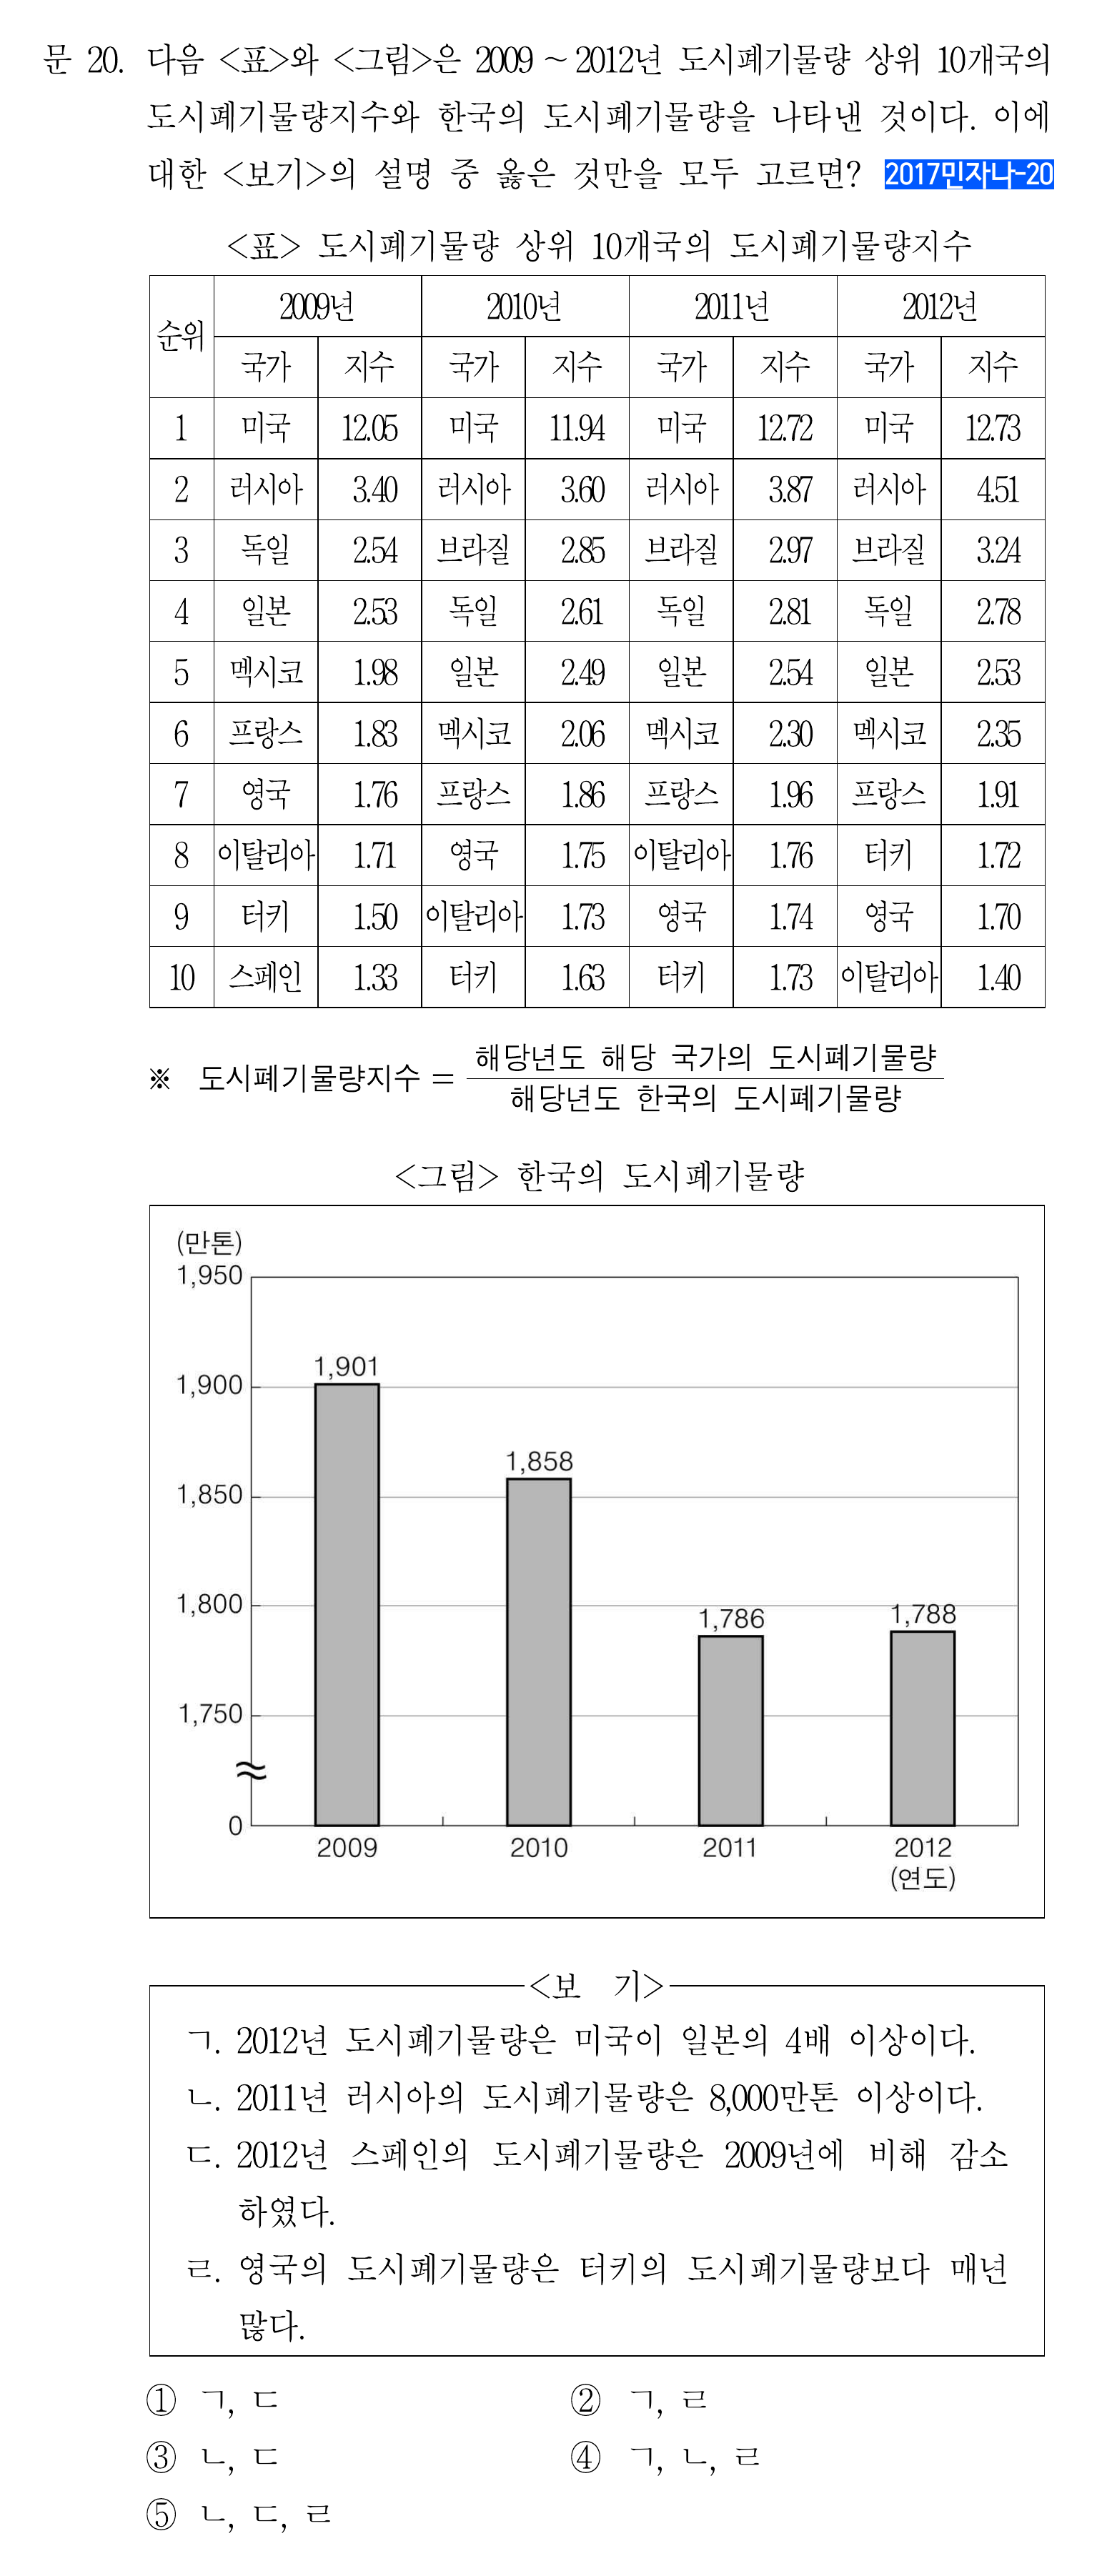 문 20. 다음 <표>와 <그림>은 2009 ~ 2012년 도시폐기물량 상위 10개국의
도시폐기물량지수와 한국의 도시폐기물량을 나타낸 것이다. 이에
대한 <보기>의 설명 중 옳은 것만을 모두 고르면? 2017민자나-20
<표> 도시폐기물량 상위 10개국의 도시폐기물량지수
순위 2009년 2010년 2011년 2012년
국가 지수 국가 지수 국가 지수 국가 지수
1 미국 12.05 미국 11.94 미국 12.72 미국 12.73
2 러시아 3.40 러시아 3.60 러시아 3.87 러시아 4.51
3 독일 2.54 브라질 2.85 브라질 2.97 브라질 3.24
4 일본 2.53 독일 2.61 독일 2.81 독일 2.78
5 멕시코 1.98 일본 2.49 일본 2.54 일본 2.53
6 프랑스 1.83 멕시코 2.06 멕시코 2.30 멕시코 2.35
7 영국 1.76 프랑스 1.86 프랑스 1.96 프랑스 1.91
8 이탈리아 1.71 영국 1.75 이탈리아 1.76 터키 1.72
9 터키 1.50 이탈리아 1.73 영국 1.74 영국 1.70
10 스페인 1.33 터키 1.63 터키 1.73 이탈리아 1.40
해당년도 해당 국가의 도시폐기물량
※ 도시폐기물량지수 =
해당년도 한국의 도시폐기물량
<그림> 한국의 도시폐기물량
(만톤)
1,950
1,901
1,900
1,858
1,850
1,800
1,786
1,788
1,750
0
2009 2010 2011 2012
(연도)
<보 기>
ㄱ. 2012년 도시폐기물량은 미국이 일본의 4배 이상이다.
ㄴ. 2011년 러시아의 도시폐기물량은 8,000만톤 이상이다.
ㄷ. 2012년 스페인의 도시폐기물량은 2009년에 비해 감소
하였다.
ㄹ. 영국의 도시폐기물량은 터키의 도시폐기물량보다 매년
많다.
① ㄱ, ㄷ ② ㄱ, ㄹ
③ ㄴ, ㄷ ④ ㄱ, ㄴ, ㄹ
⑤ ㄴ, ㄷ, ㄹ